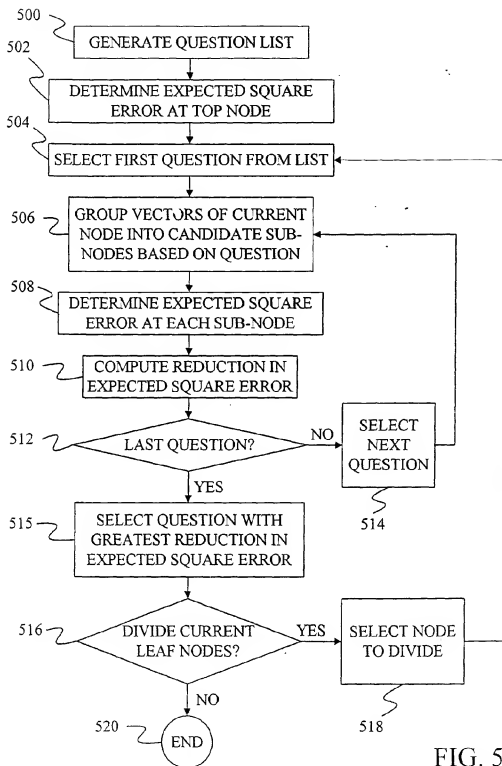 500
GENERATE QUESTION LIST
502
DETERMINE EXPECTED SQUARE
ERROR AT TOP NODE
504
SELECT FIRST QUESTION FROM LIST
506
GROUP VECTORS OF CURRENT
NODE INTO CANDIDATE SUB-
NODES BASED ON QUESTION
508
DETERMINE EXPECTED SQUARE
ERROR AT EACH SUB-NODE
510
COMPUTE REDUCTION IN
EXPECTED SQUARE ERROR
512
LAST QUESTION?
NO
SELECT
NEXT
QUESTION
514
YES
515
SELECT QUESTION WITH
GREATEST REDUCTION IN
EXPECTED SQUARE ERROR
516
DIVIDE CURRENT
LEAF NODES?
YES
SELECT NODE
TO DIVIDE
518
NO
520
END
FIG. 5